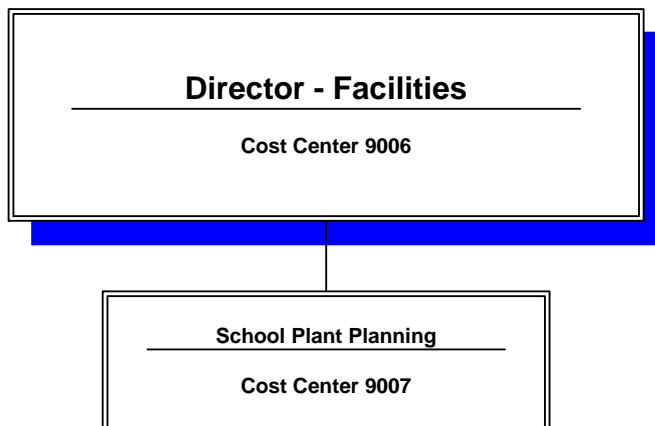 Director - Facilities
Cost Center 9006
School Plant Planning
Cost Center 9007